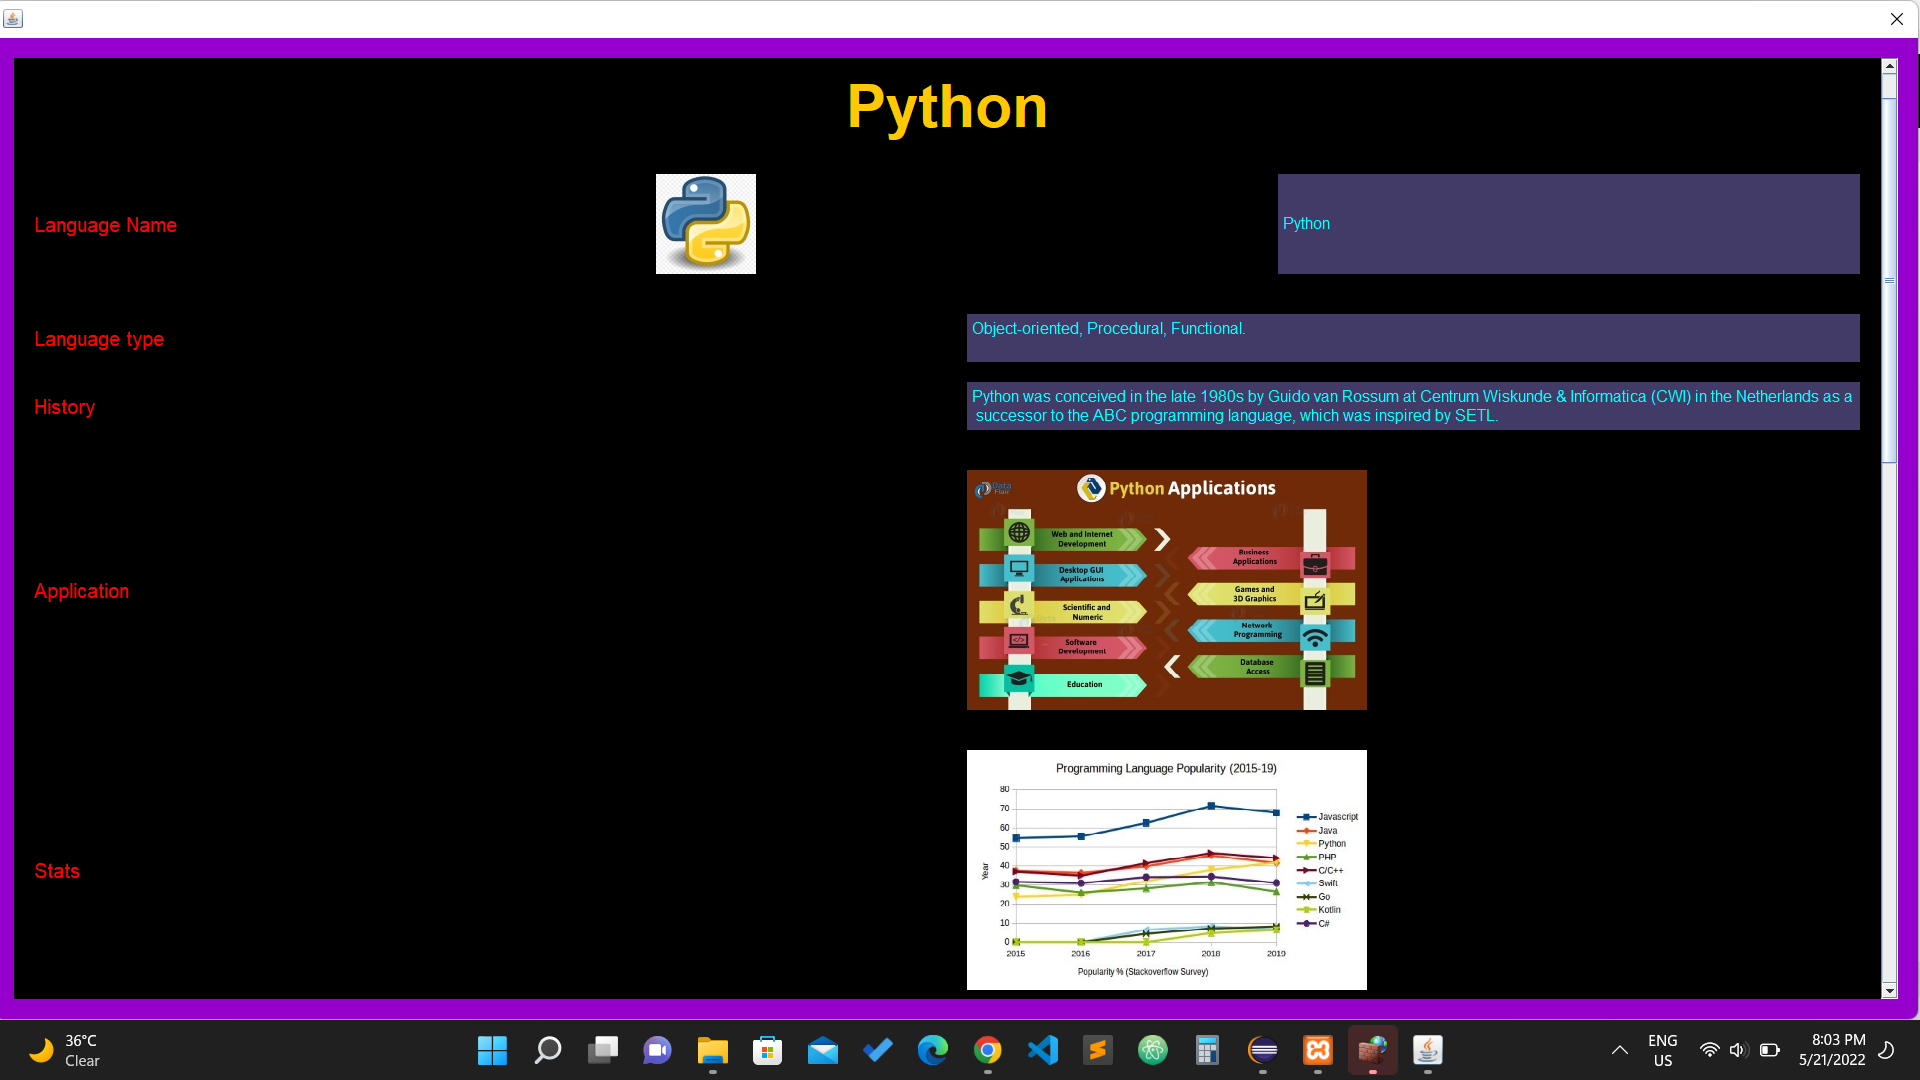 Python
Language Name
Python
Language type
Object-oriented, Procedural, Functional.
History
Python was conceived in the late 1980s by Guido van Rossum at Centrum Wiskunde & Informatica (CWI) in the Netherlands as a
successor to the ABC programming language, which was inspired by SETL.
Application
Data
Flair
Python Applications
Web and Internet
Development
Desktop GUI
Applications
Scientific and
Numeric
Software
Development
Education
Business
Applications
Games and
3D Graphics
Network
Programming
Database
Access
Stats
Programming Language Popularity (2015-19)
Year
80
70
60
50
40
30
20
10
0
2015 2016 2017 2018 2019
Popularity % (Stackoverflow Survey)
Javascript
Java
Python
PHP
C/C++
Swift
Go
Kotlin
C#
36°C
Clear
ENG
US
8:03 PM
5/21/2022